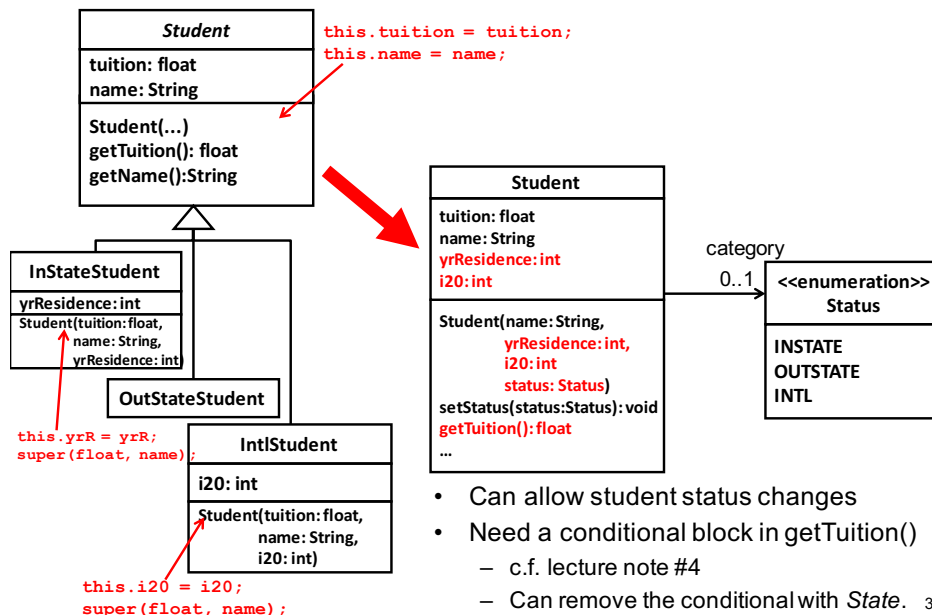 Student
this.tuition = tuition;
this.name = name;
tuition: float
name: String
Student(...)
getTuition(): float
getName():String
InStateStudent
yrResidence: int
Student(tuition:float,
name: String,
yrResidence: int)
OutStateStudent
this.yrR = yrR;
super(float, name);
IntlStudent
i20: int
Student(tuition:float,
name: String,
i20: int)
this.i20 = i20;
super(float, name);
Student
tuition: float
name: String
yrResidence: int
i20: int
Student(name: String,
yrResidence: int,
i20: int
status: Status)
setStatus(status:Status): void
getTuition(): float
...
category
0..1
<<enumeration>>
Status
INSTATE
OUTSTATE
INTL
• Can allow student status changes
• Need a conditional block in getTuition()
– c.f. lecture note #4
– Can remove the conditional with State.
3